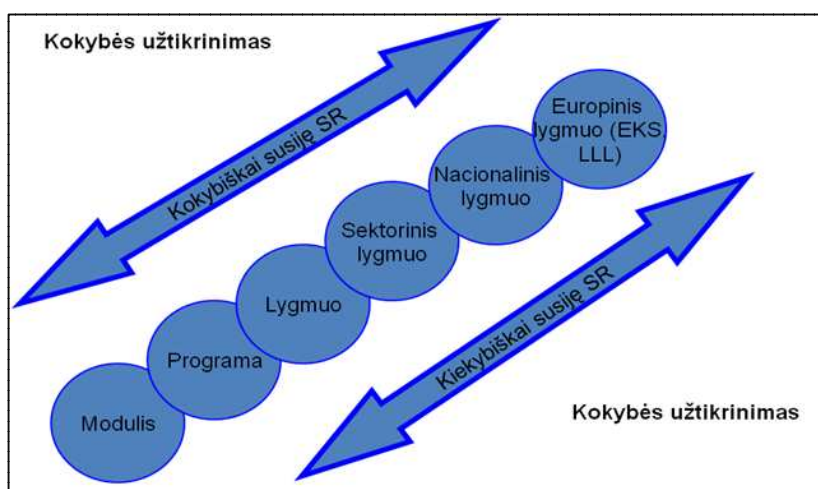 Kokybės užtikrinimas
Kokybiškai susiję SR
Europinis
lygmuo (EKS,
LLL)
Nacionalinis
lygmuo
Sektorinis
lygmuo
Lygmuo
Programa
Modulis
Kiekybiškai susiję SR
Kokybės užtikrinimas